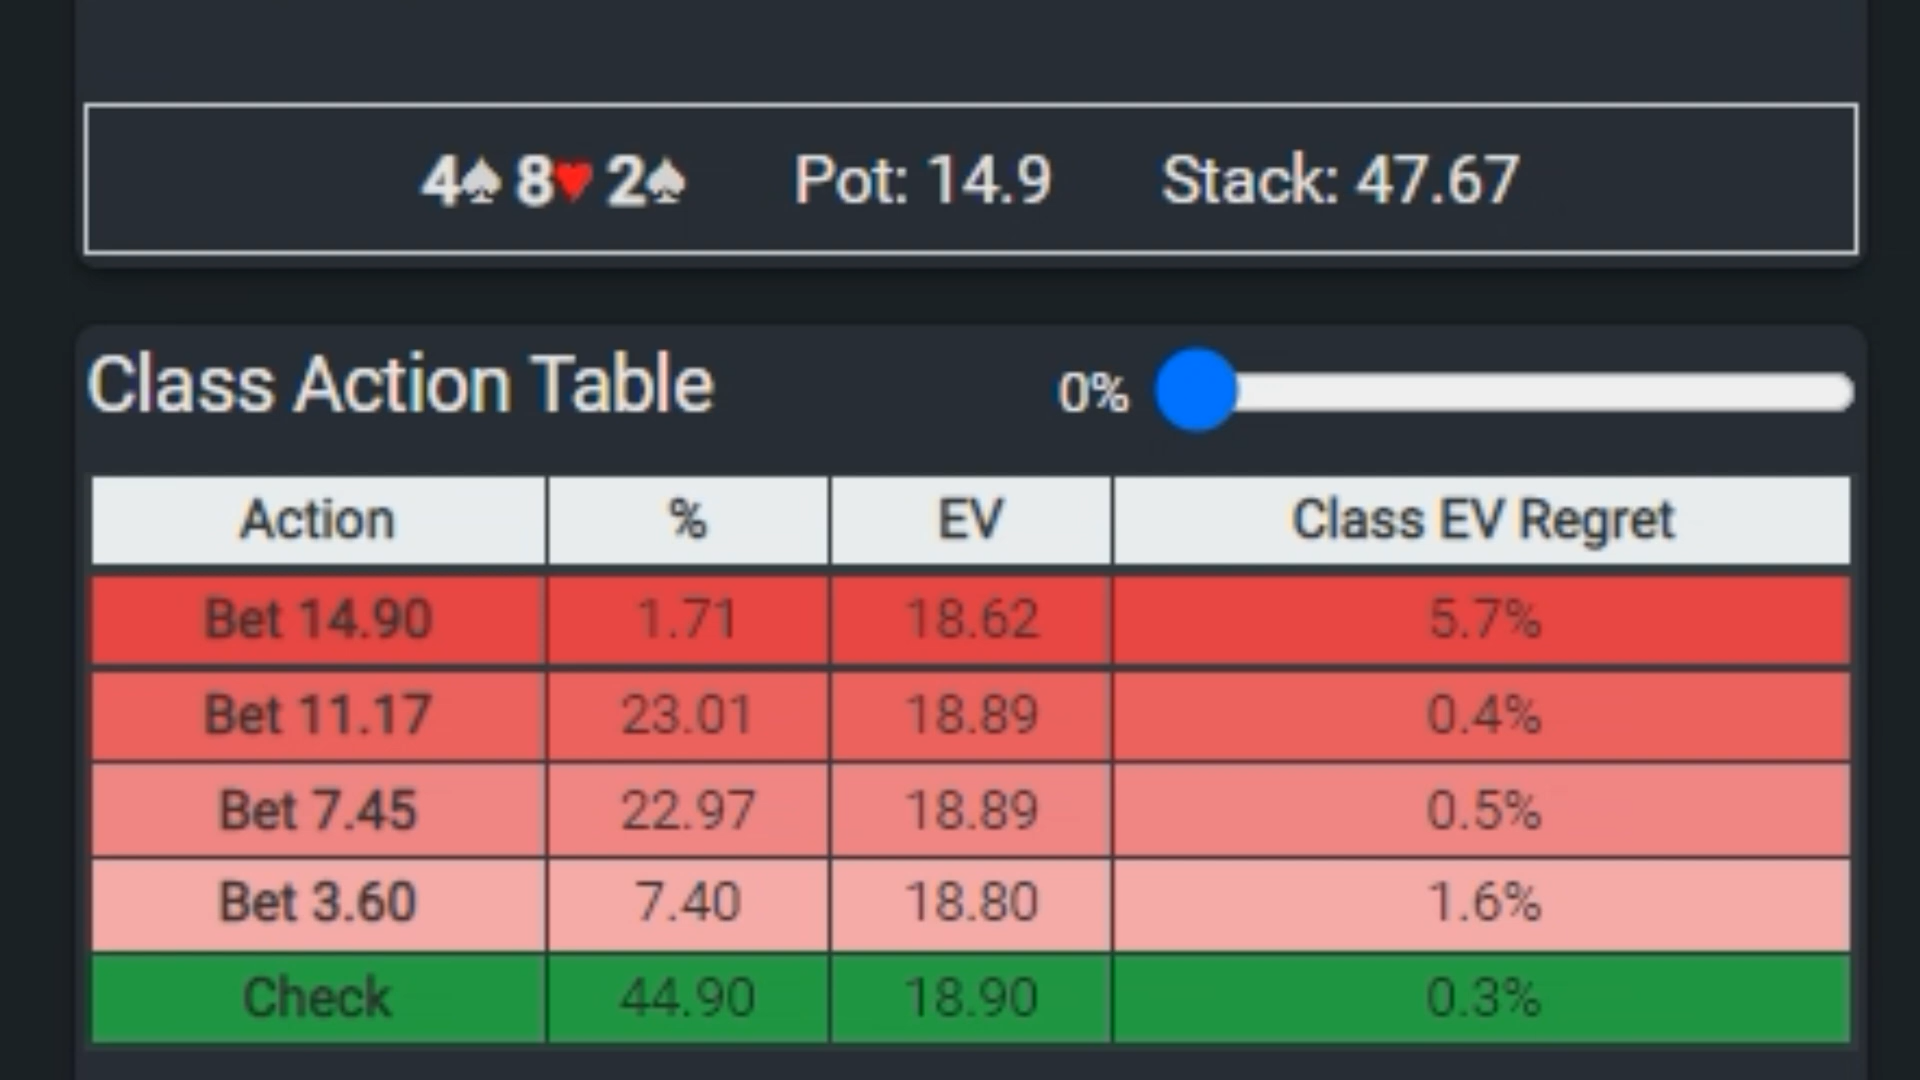 4♠ 8♥ 2♠ Pot: 14.9 Stack: 47.67
Class Action Table 0%
Action % EV Class EV Regret
Bet 14.90 1.71 18.62 5.7%
Bet 11.17 23.01 18.89 0.4%
Bet 7.45 22.97 18.89 0.5%
Bet 3.60 7.40 18.80 1.6%
Check 44.90 18.90 0.3%